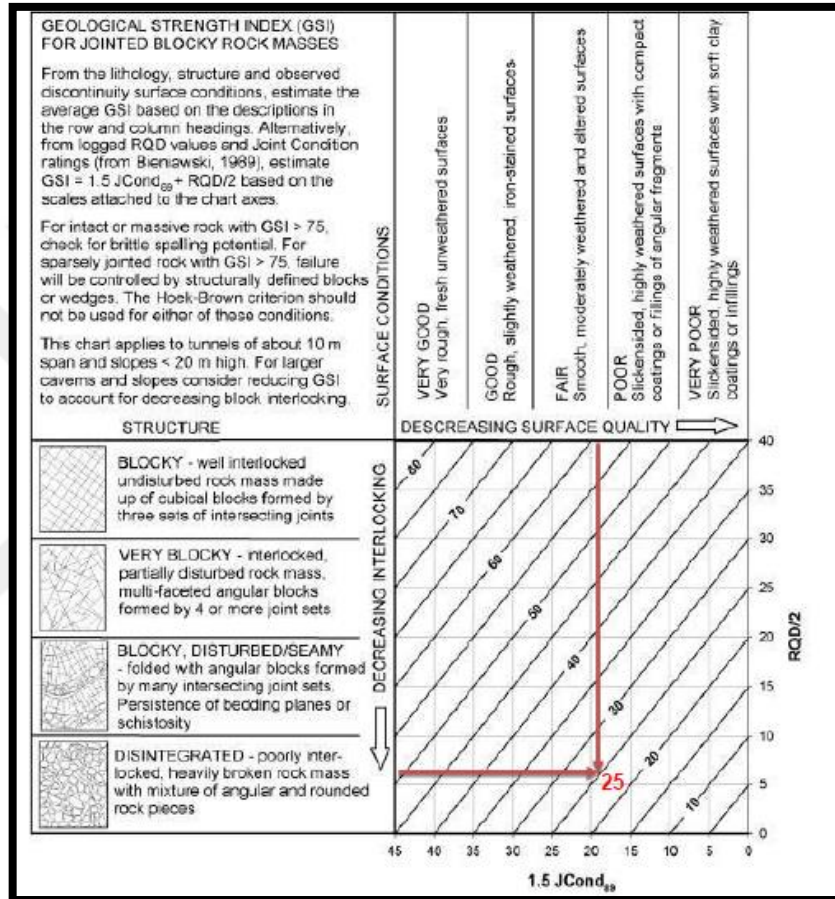 GEOLOGICAL STRENGTH INDEX (GSI)
FOR JOINTED BLOCKY ROCK MASSES
From the lithology, structure and observed
discontinuity surface conditions, estimate the
average GSI based on the descriptions in
the row and column headings. Alternatively,
from logged RQD values and Joint Condition
ratings (from Bieniawski, 1989), estimate
GSI = 1.5 JCond89 + RQD/2 based on the
scales attached to the chart axes.
For intact or massive rock with GSI > 75,
check for brittle spalling potential. For
sparsely jointed rock with GSI > 75, failure
will be controlled by structurally defined blocks
or wedges. The Hoek-Brown criterion should
not be used for either of these conditions.
This chart applies to tunnels of about 10 m
span and slopes < 20 m high. For larger
caverns and slopes consider reducing GSI
to account for decreasing block interlocking.
SURFACE CONDITIONS
VERY GOOD
Very rough, fresh unweathered surfaces
GOOD
Rough, slightly weathered, iron-stained surfaces
FAIR
Smooth, moderately weathered and altered surfaces
POOR
Slickensided, highly weathered surfaces with compact
coatings or fillings of angular fragments
VERY POOR
Slickensided, highly weathered surfaces with soft clay
coatings or infillings
STRUCTURE
DESCREASING SURFACE QUALITY
BLOCKY - well interlocked
undisturbed rock mass made
up of cubical blocks formed by
three sets of intersecting joints
VERY BLOCKY - interlocked,
partially disturbed rock mass,
multi-faceted angular blocks
formed by 4 or more joint sets
BLOCKY, DISTURBED/SEAMY
- folded with angular blocks formed
by many intersecting joint sets.
Persistence of bedding planes or
schistosity
DISINTEGRATED - poorly inter-
locked, heavily broken rock mass
with mixture of angular and rounded
rock pieces
DECREASING INTERLOCKING
80
70
60
50
40
30
20
10
25
40
35
30
25
20
15
10
5
0
RQD/2
45 40 35 30 25 20 15 10 5 0
1.5 JCond89